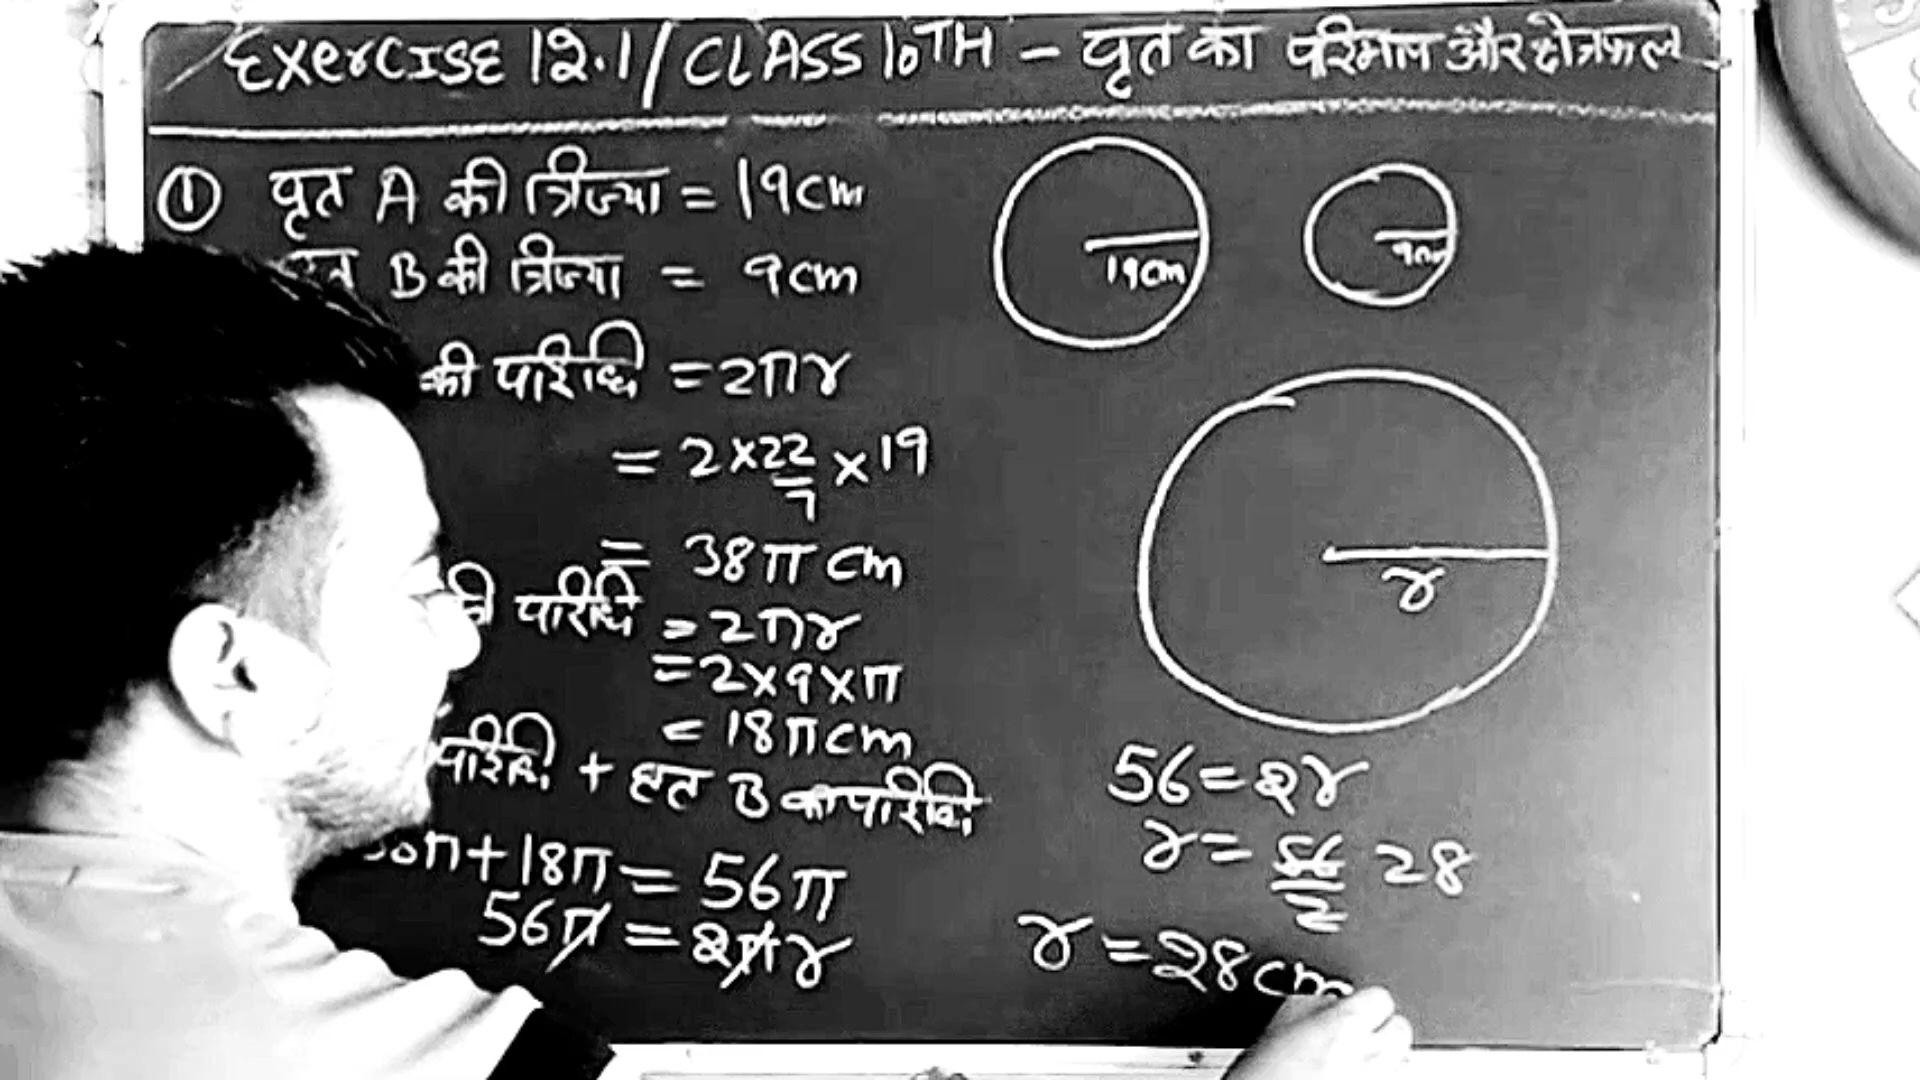 Exercise 12.1 / CLASS 10TH - वृत का परिमाप और क्षेत्रफल
① वृत A की त्रिज्या = 19cm
B की त्रिज्या = 9cm
की परिधि = 2πr
= 2 × 22/7 × 19
= 38π cm
परिधि = 2πr
= 2×9×π
= 18π cm
परिधि + वृत B का परिधि
π + 18π = 56π
56π = 2πr
19cm
9cm
r
56 = 2r
r = 56/2 28
r = 28cm